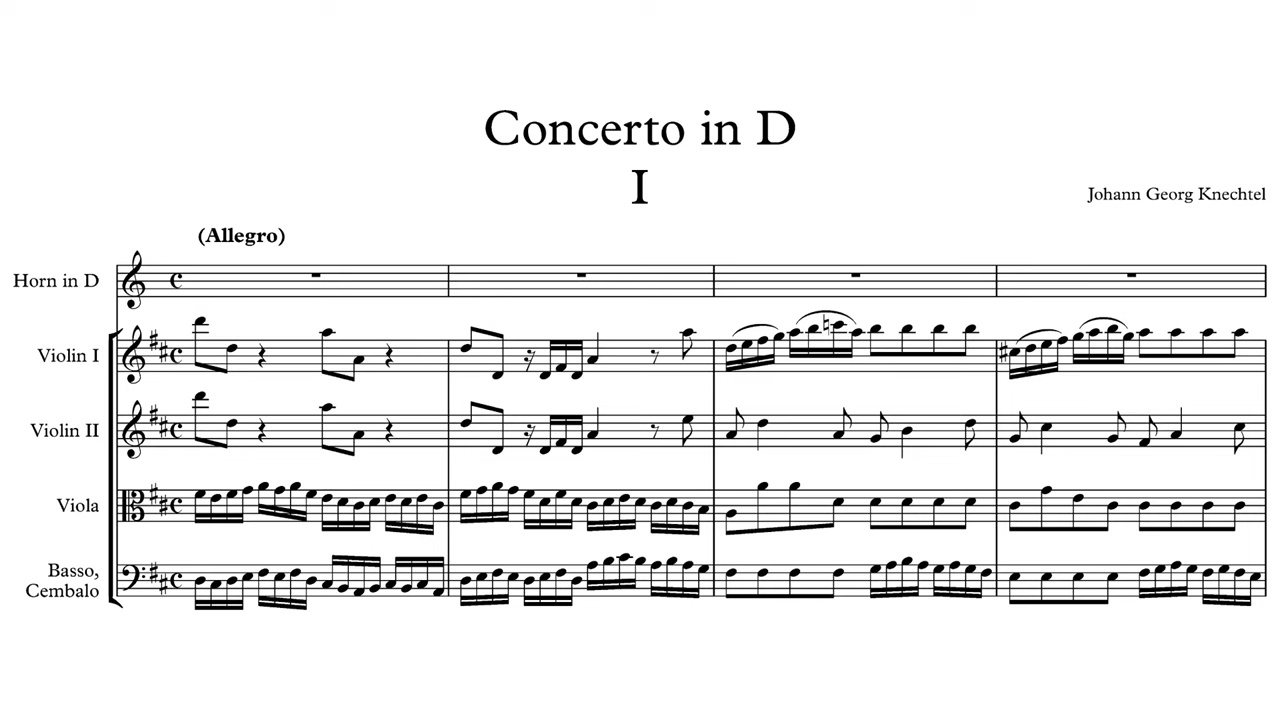 Concerto in D
I
Johann Georg Knechtel
(Allegro)
Horn in D
Violin I
Violin II
Viola
Basso,
Cembalo